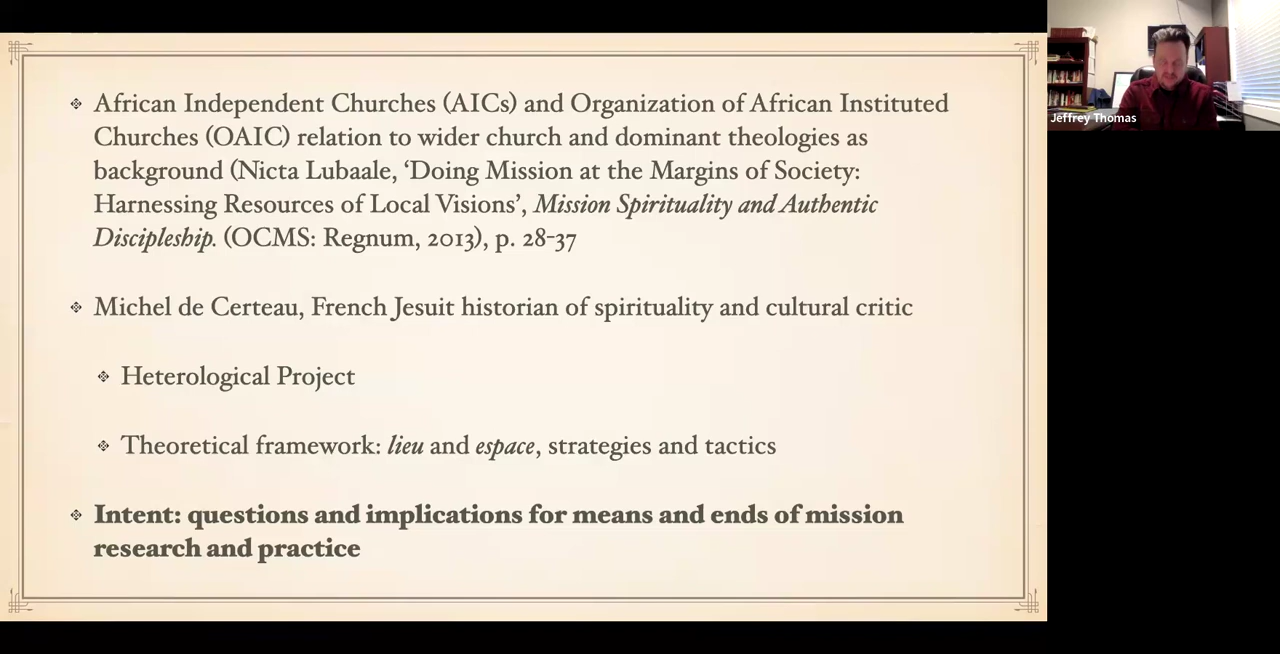 African Independent Churches (AICs) and Organization of African Instituted
Churches (OAIC) relation to wider church and dominant theologies as
background (Nicta Lubaale, ‘Doing Mission at the Margins of Society:
Harnessing Resources of Local Visions’, Mission Spirituality and Authentic
Discipleship. (OCMS: Regnum, 2013), p. 28-37
Michel de Certeau, French Jesuit historian of spirituality and cultural critic
Heterological Project
Theoretical framework: lieu and espace, strategies and tactics
Intent: questions and implications for means and ends of mission
research and practice
Jeffrey Thomas